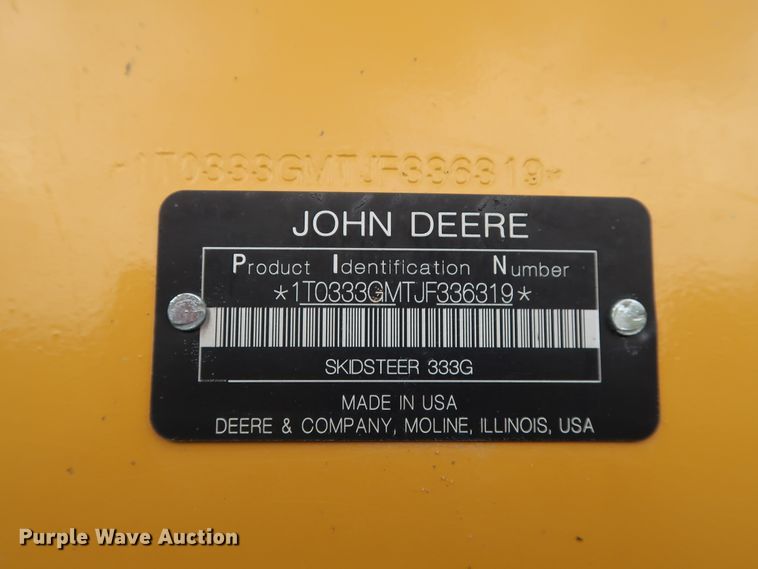 *1T0333GMTJF336319*
JOHN DEERE
Product Identification Number
*1T0333GMTJF336319*
SKIDSTEER 333G
MADE IN USA
DEERE & COMPANY, MOLINE, ILLINOIS, USA
Purple Wave Auction